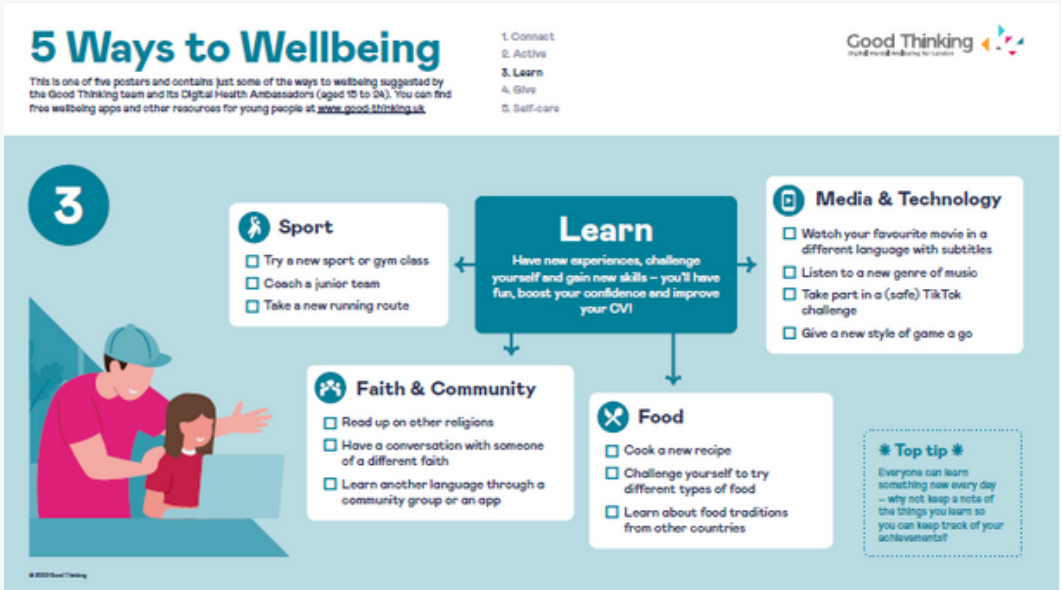 5 Ways to Wellbeing
This is one of five posters and contains just some of the ways to wellbeing suggested by
the Good Thinking team and its Digital Health Ambassadors (aged 15 to 24). You can find
free wellbeing apps and other resources for young people at www.good-thinking.uk
1. Connect
2. Active
3. Learn
4. Give
5. Self-care
Good Thinking
Digital Mental Wellbeing for London
3
Sport
Try a new sport or gym class
Coach a junior team
Take a new running route
Learn
Have new experiences, challenge
yourself and gain new skills – you'll have
fun, boost your confidence and improve
your CV!
Media & Technology
Watch your favourite movie in a
different language with subtitles
Listen to a new genre of music
Take part in a (safe) TikTok
challenge
Give a new style of game a go
Faith & Community
Read up on other religions
Have a conversation with someone
of a different faith
Learn another language through a
community group or an app
Food
Cook a new recipe
Challenge yourself to try
different types of food
Learn about food traditions
from other countries
Top tip
Everyone can learn
something new every day
– why not keep a note of
the things you learn so
you can keep track of your
achievements?
Good Thinking